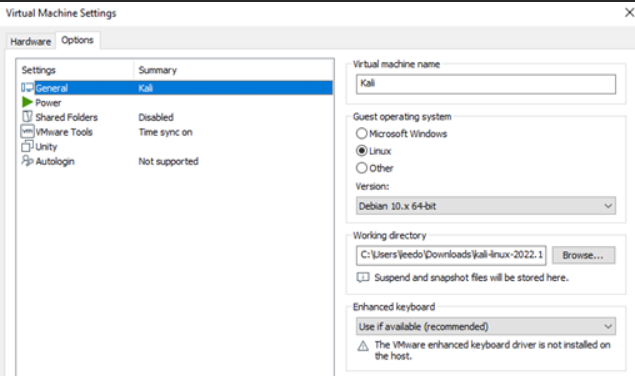 Virtual Machine Settings
Hardware Options
Settings Summary
General Kali
Power
Shared Folders Disabled
VMware Tools Time sync on
Unity
Autologin Not supported
Virtual machine name
Kali
Guest operating system
Microsoft Windows
Linux
Other
Version:
Debian 10.x 64-bit
Working directory
C:\Users\leedo\Downloads\kali-linux-2022.1 Browse...
Suspend and snapshot files will be stored here.
Enhanced keyboard
Use if available (recommended)
The VMware enhanced keyboard driver is not installed on
the host.